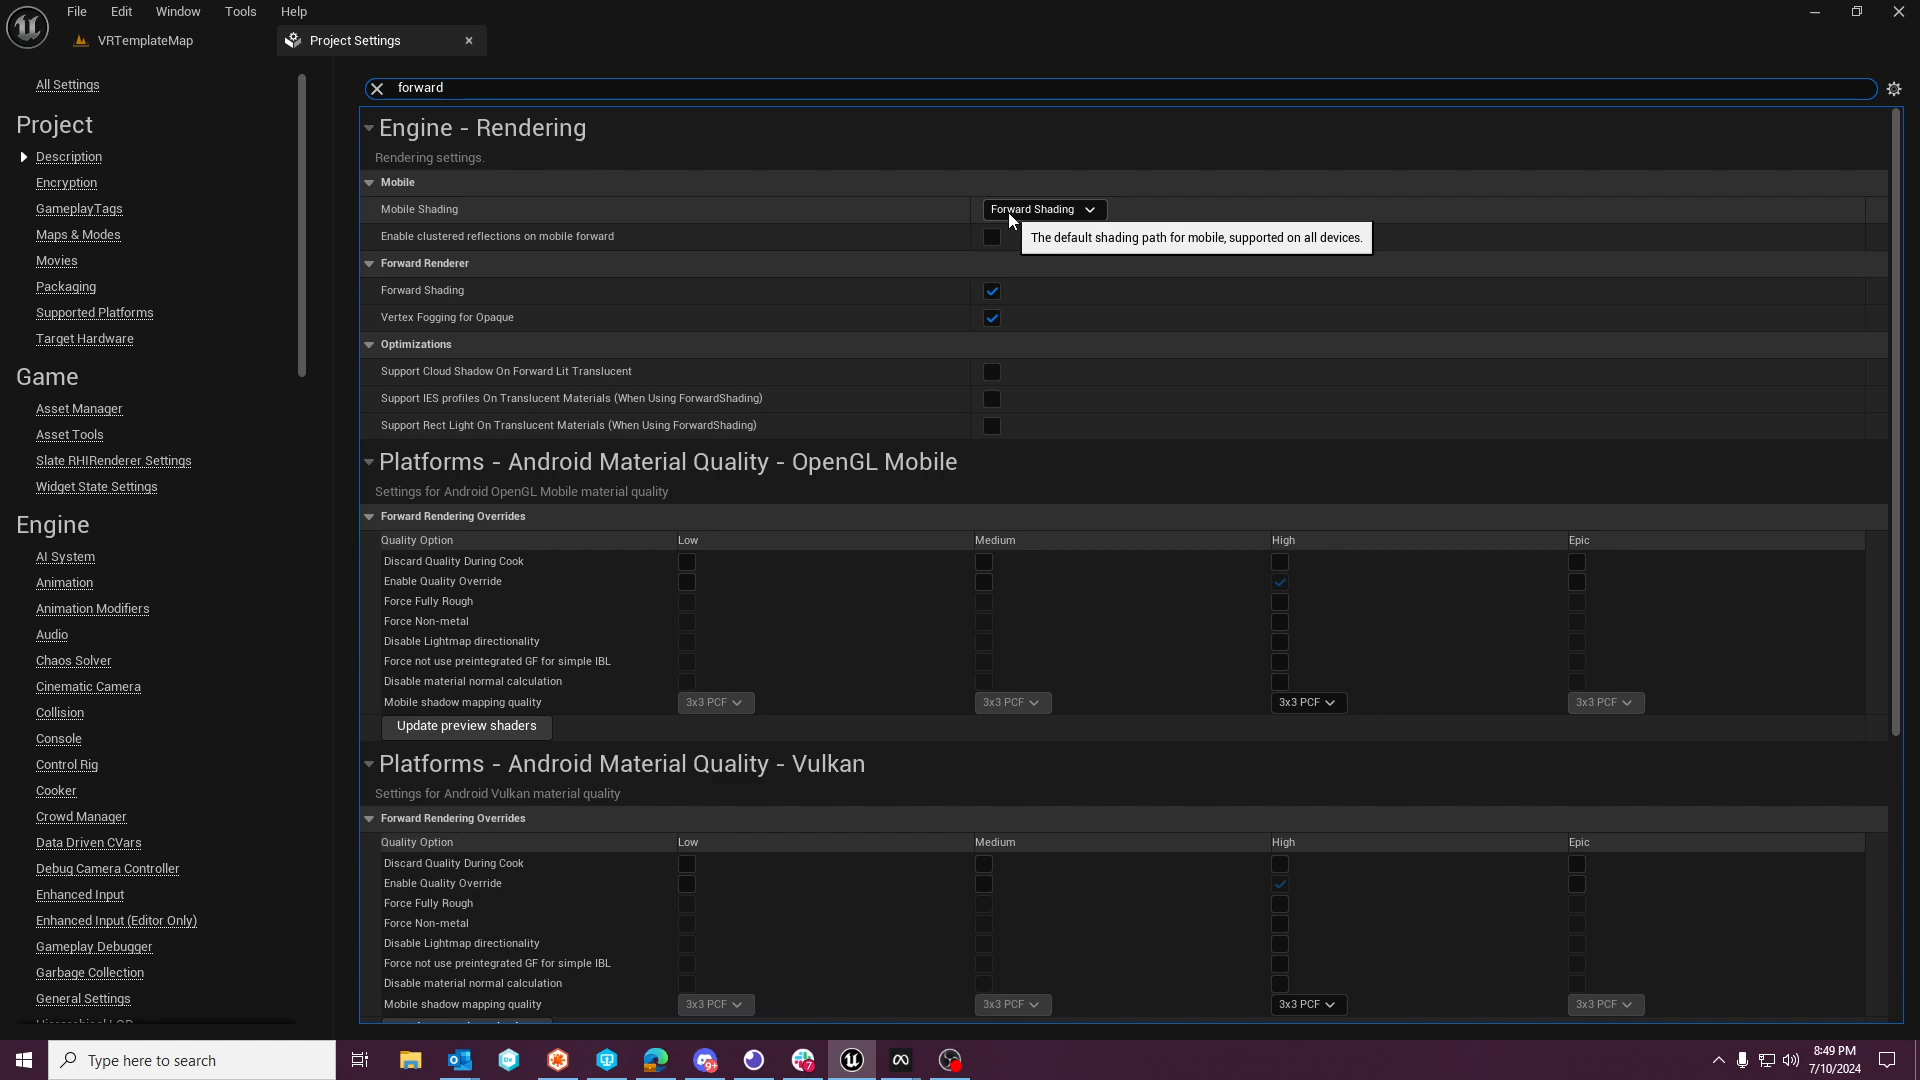 File Edit Window Tools Help
VRTemplateMap
Project Settings
All Settings
Project
Description
Encryption
GameplayTags
Maps & Modes
Movies
Packaging
Supported Platforms
Target Hardware
Game
Asset Manager
Asset Tools
Slate RHIRenderer Settings
Widget State Settings
Engine
AI System
Animation
Animation Modifiers
Audio
Chaos Solver
Cinematic Camera
Collision
Console
Control Rig
Cooker
Crowd Manager
Data Driven CVars
Debug Camera Controller
Enhanced Input
Enhanced Input (Editor Only)
Gameplay Debugger
Garbage Collection
General Settings
forward
Engine - Rendering
Rendering settings.
Mobile
Mobile Shading Forward Shading
The default shading path for mobile, supported on all devices.
Enable clustered reflections on mobile forward
Forward Renderer
Forward Shading
Vertex Fogging for Opaque
Optimizations
Support Cloud Shadow On Forward Lit Translucent
Support IES profiles On Translucent Materials (When Using ForwardShading)
Support Rect Light On Translucent Materials (When Using ForwardShading)
Platforms - Android Material Quality - OpenGL Mobile
Settings for Android OpenGL Mobile material quality
Forward Rendering Overrides
Quality Option Low Medium High Epic
Discard Quality During Cook
Enable Quality Override
Force Fully Rough
Force Non-metal
Disable Lightmap directionality
Force not use preintegrated GF for simple IBL
Disable material normal calculation
Mobile shadow mapping quality 3x3 PCF 3x3 PCF 3x3 PCF 3x3 PCF
Update preview shaders
Platforms - Android Material Quality - Vulkan
Settings for Android Vulkan material quality
Forward Rendering Overrides
Quality Option Low Medium High Epic
Discard Quality During Cook
Enable Quality Override
Force Fully Rough
Force Non-metal
Disable Lightmap directionality
Force not use preintegrated GF for simple IBL
Disable material normal calculation
Mobile shadow mapping quality 3x3 PCF 3x3 PCF 3x3 PCF 3x3 PCF
Type here to search
9+
7
8:49 PM
7/10/2024